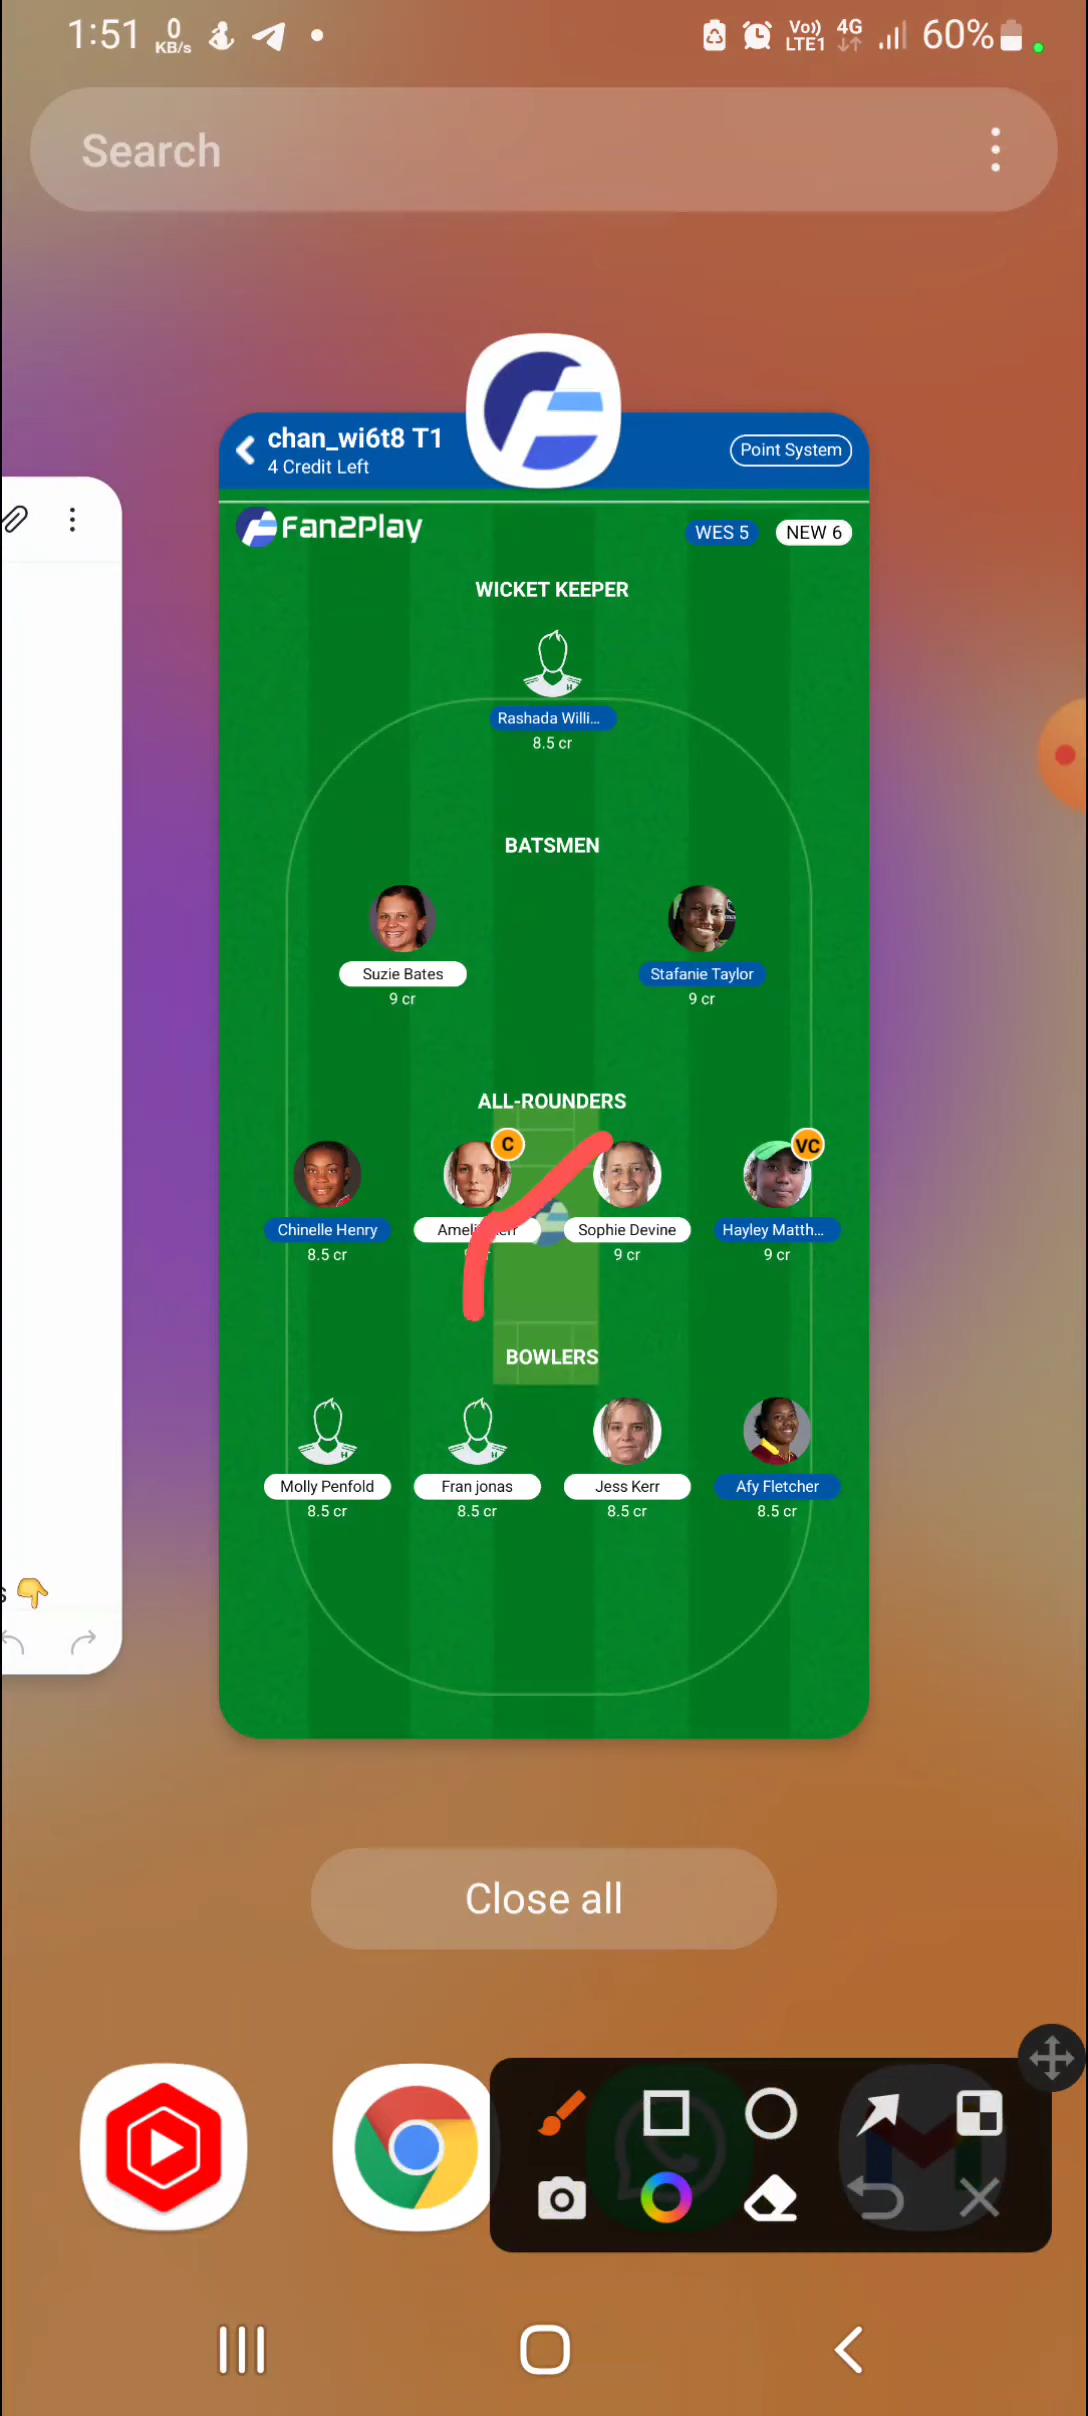 1:51 0 KB/s Vo)) LTE1 4G 60%
Search
chan_wi6t8 T1
4 Credit Left
Point System
Fan2Play
WES 5 NEW 6
WICKET KEEPER
Rashada Willi...
8.5 cr
BATSMEN
Suzie Bates Stafanie Taylor
9 cr 9 cr
ALL-ROUNDERS
C VC
Chinelle Henry Sophie Devine Hayley Matth...
8.5 cr 9 cr 9 cr
BOWLERS
Molly Penfold Fran jonas Jess Kerr Afy Fletcher
8.5 cr 8.5 cr 8.5 cr 8.5 cr
Close all